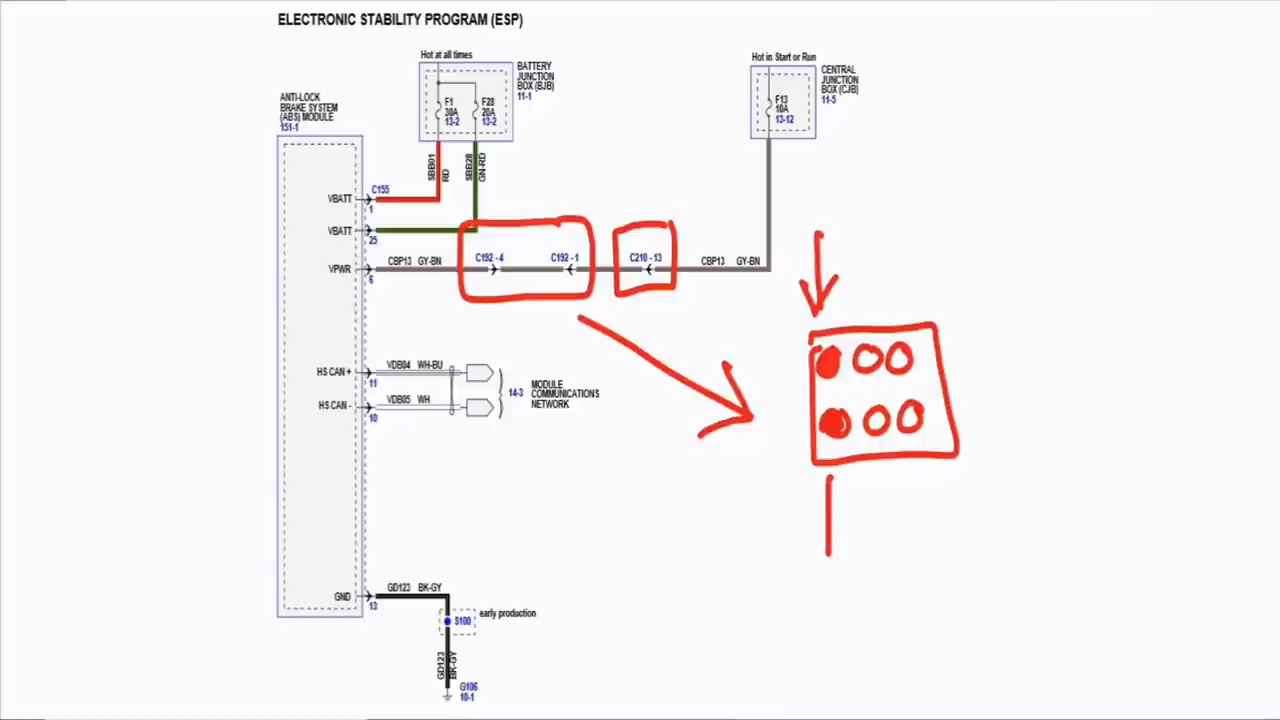 ELECTRONIC STABILITY PROGRAM (ESP)
Hot at all times
BATTERY
JUNCTION
BOX (BJB)
11-1
F1
30A
13-2
F28
20A
13-2
Hot in Start or Run
CENTRAL
JUNCTION
BOX (CJB)
11-5
F13
10A
13-12
ANTI-LOCK
BRAKE SYSTEM
(ABS) MODULE
151-1
SBB01
RD
SBB28
GN-RD
VBATT
C155
1
VBATT
25
VPWR
6
CBP13 GY-BN
C192 - 4
C192 - 1
C210 - 13
CBP13 GY-BN
HS CAN +
11
VDB04 WH-BU
HS CAN -
10
VDB05 WH
14-3
MODULE
COMMUNICATIONS
NETWORK
GND
13
GD123 BK-GY
S100
early production
GD123
BK-GY
G106
10-1